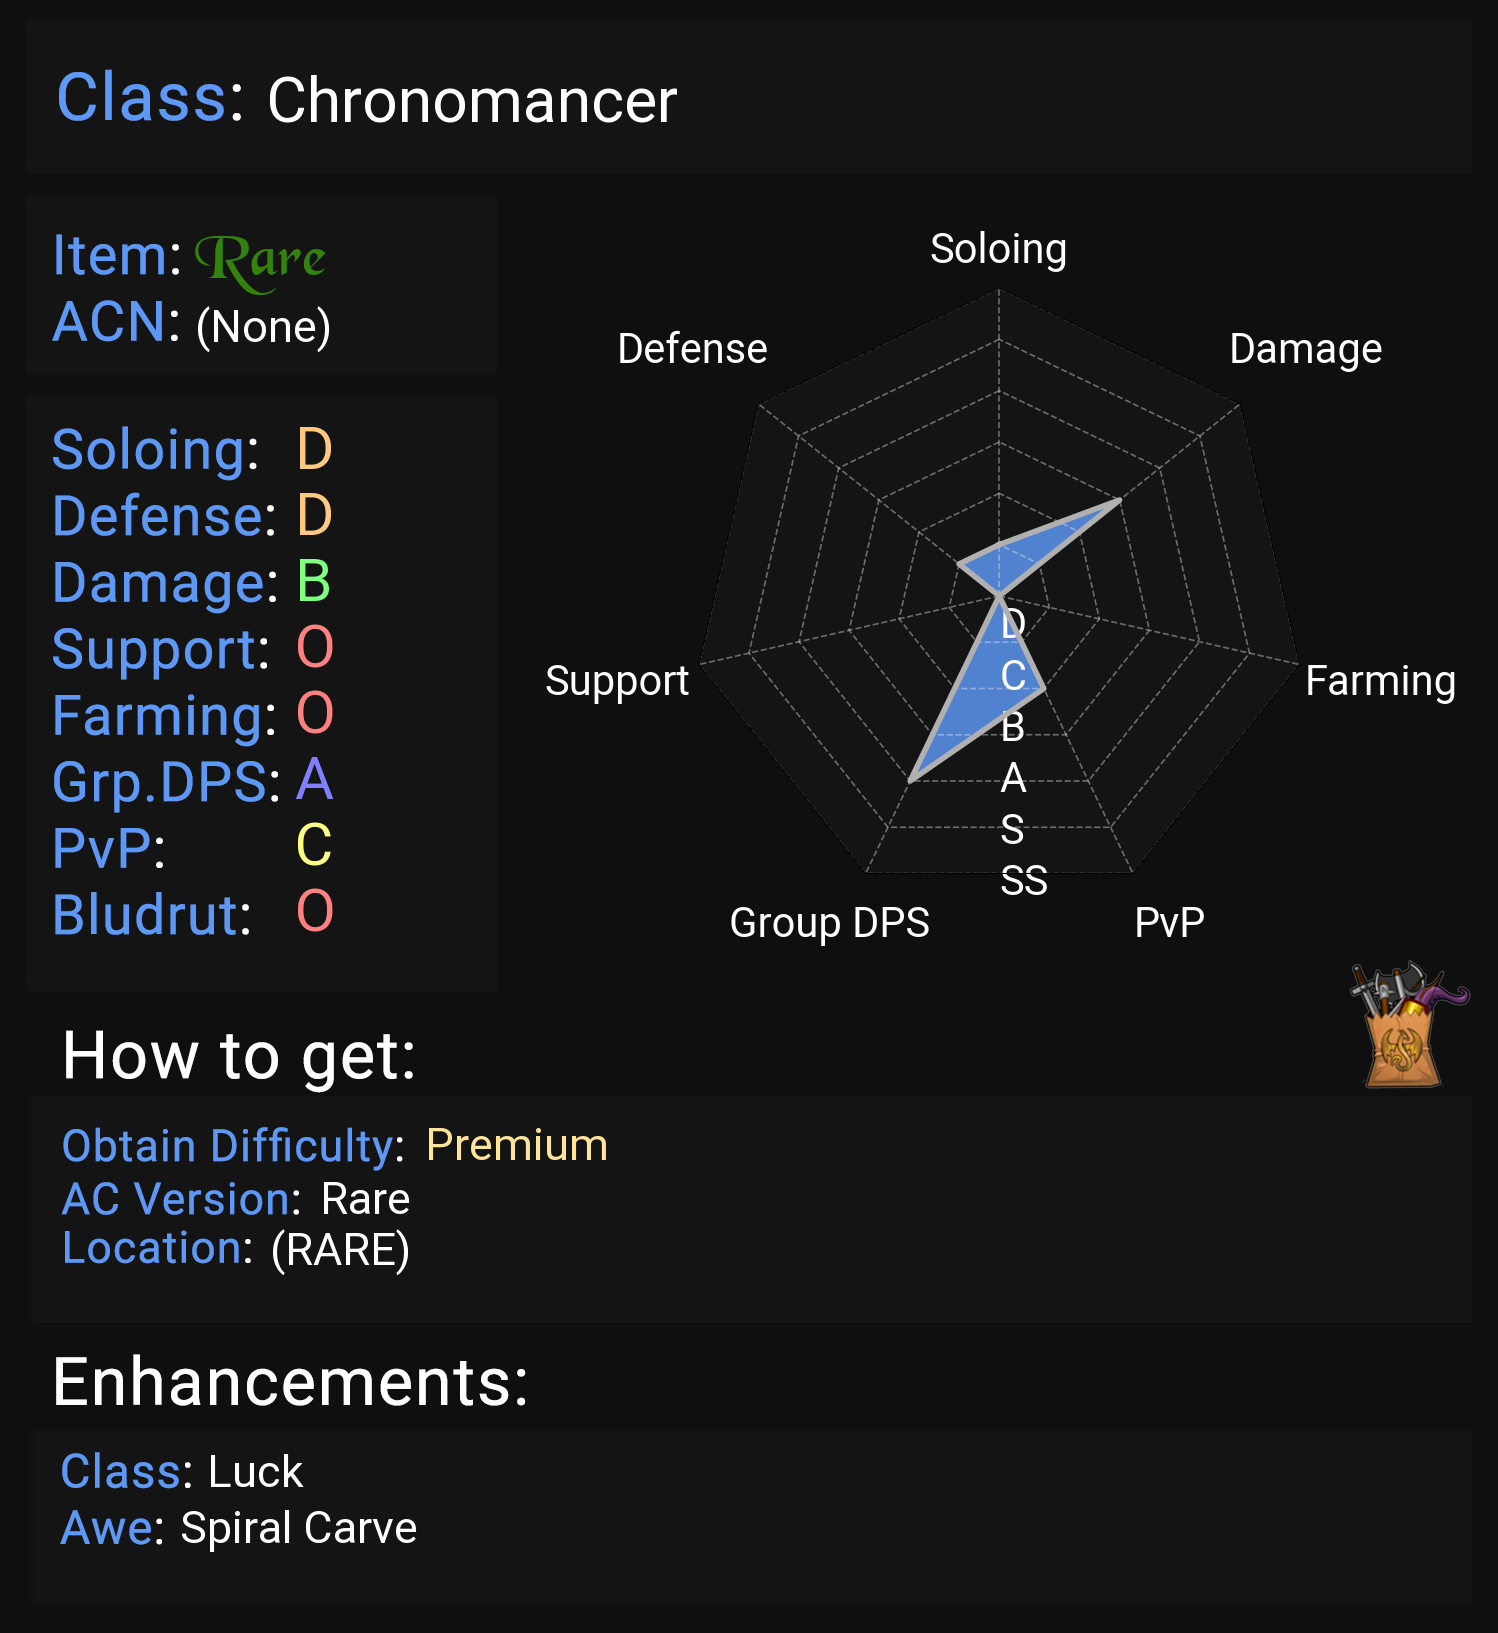 Class: Chronomancer
Item: Rare
ACN: (None)
Soloing: D
Defense: D
Damage: B
Support: O
Farming: O
Grp.DPS: A
PvP: C
Bludrut: O
Soloing
Defense
Damage
Support
Farming
D
C
B
A
S
SS
Group DPS
PvP
How to get:
Obtain Difficulty: Premium
AC Version: Rare
Location: (RARE)
Enhancements:
Class: Luck
Awe: Spiral Carve